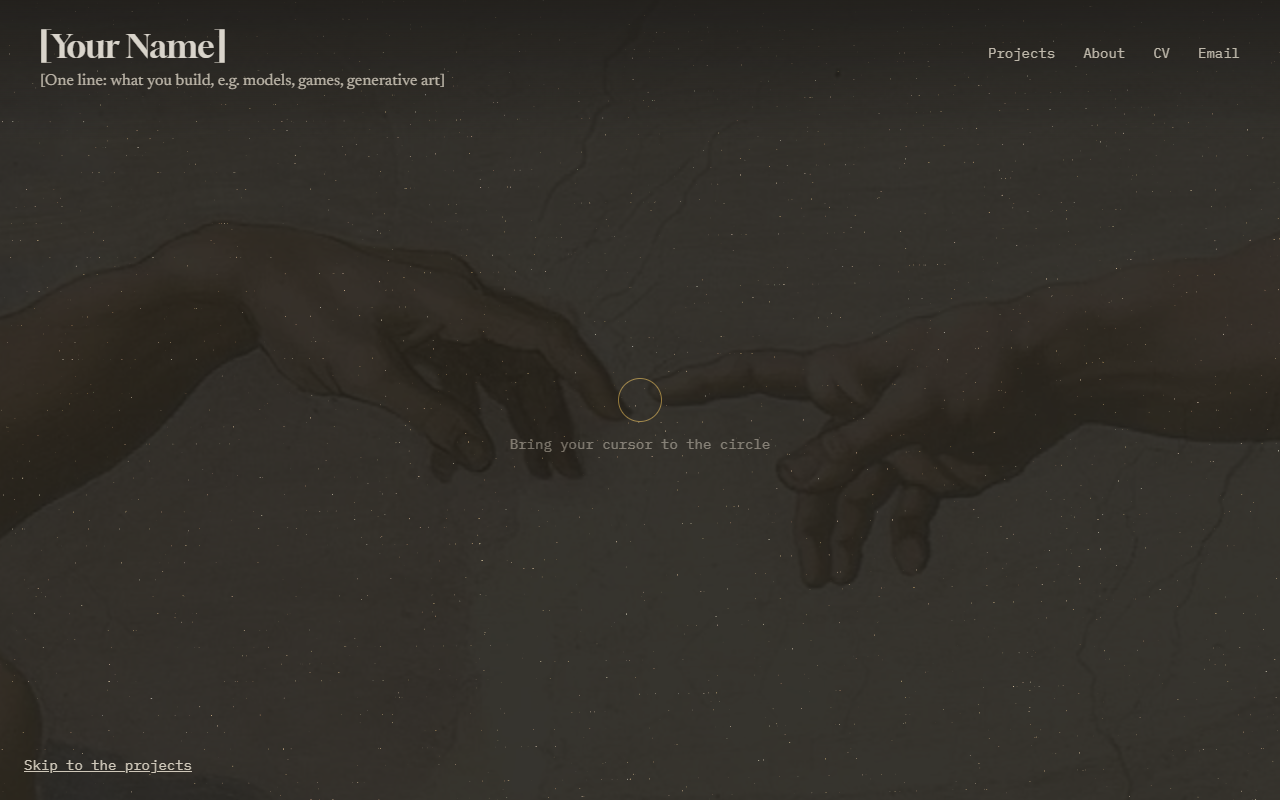 [Your Name]
[One line: what you build, e.g. models, games, generative art]
Projects About CV Email
Bring your cursor to the circle
Skip to the projects